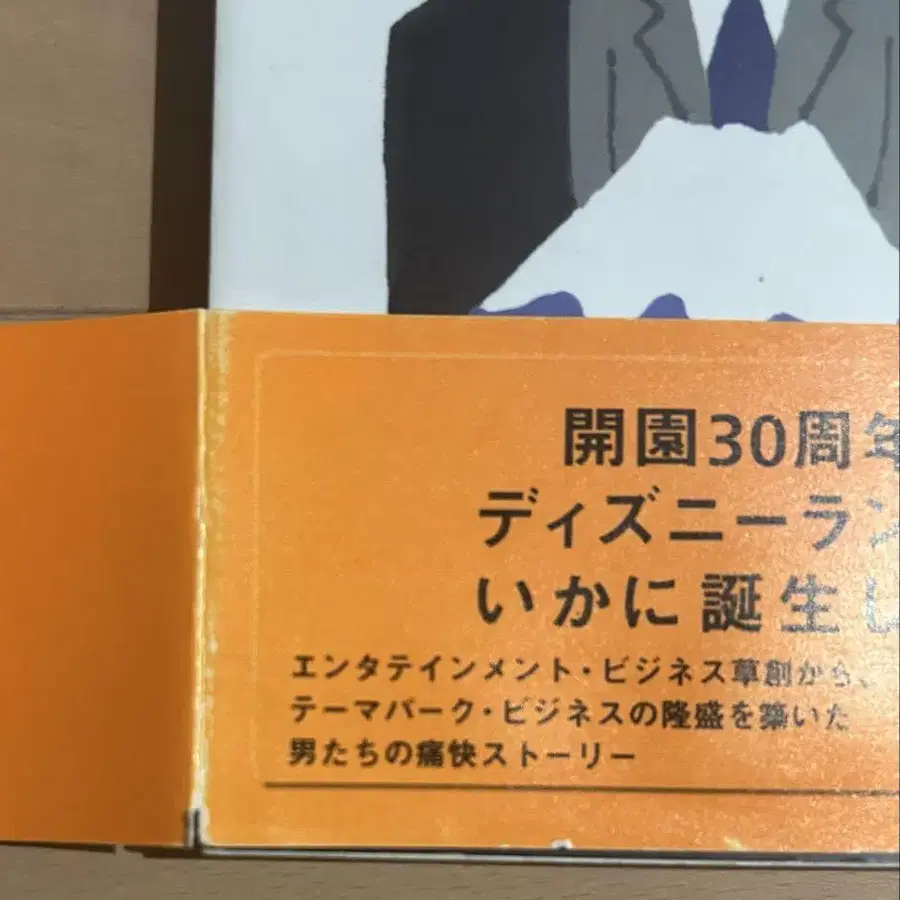 開園30周年
ディズニーラン
いかに誕生し
エンタテインメント・ビジネス草創から、
テーマパーク・ビジネスの隆盛を築いた
男たちの痛快ストーリー